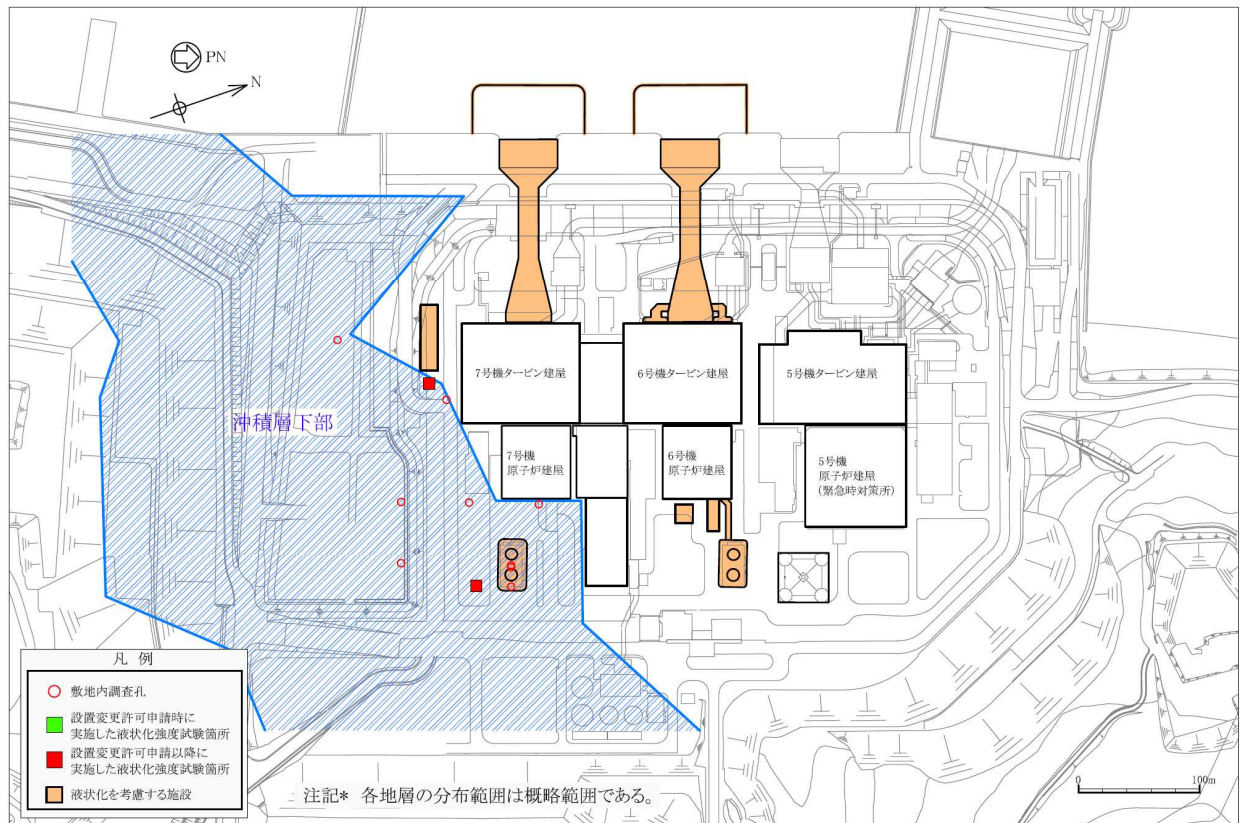 PN
N
7号機タービン建屋
6号機タービン建屋
5号機タービン建屋
沖積層下部
7号機
原子炉建屋
6号機
原子炉建屋
5号機
原子炉建屋
(緊急時対策所)
凡 例
敷地内調査孔
設置変更許可申請時に
実施した液状化強度試験箇所
設置変更許可申請以降に
実施した液状化強度試験箇所
液状化を考慮する施設
注記* 各地層の分布範囲は概略範囲である。
0 100m